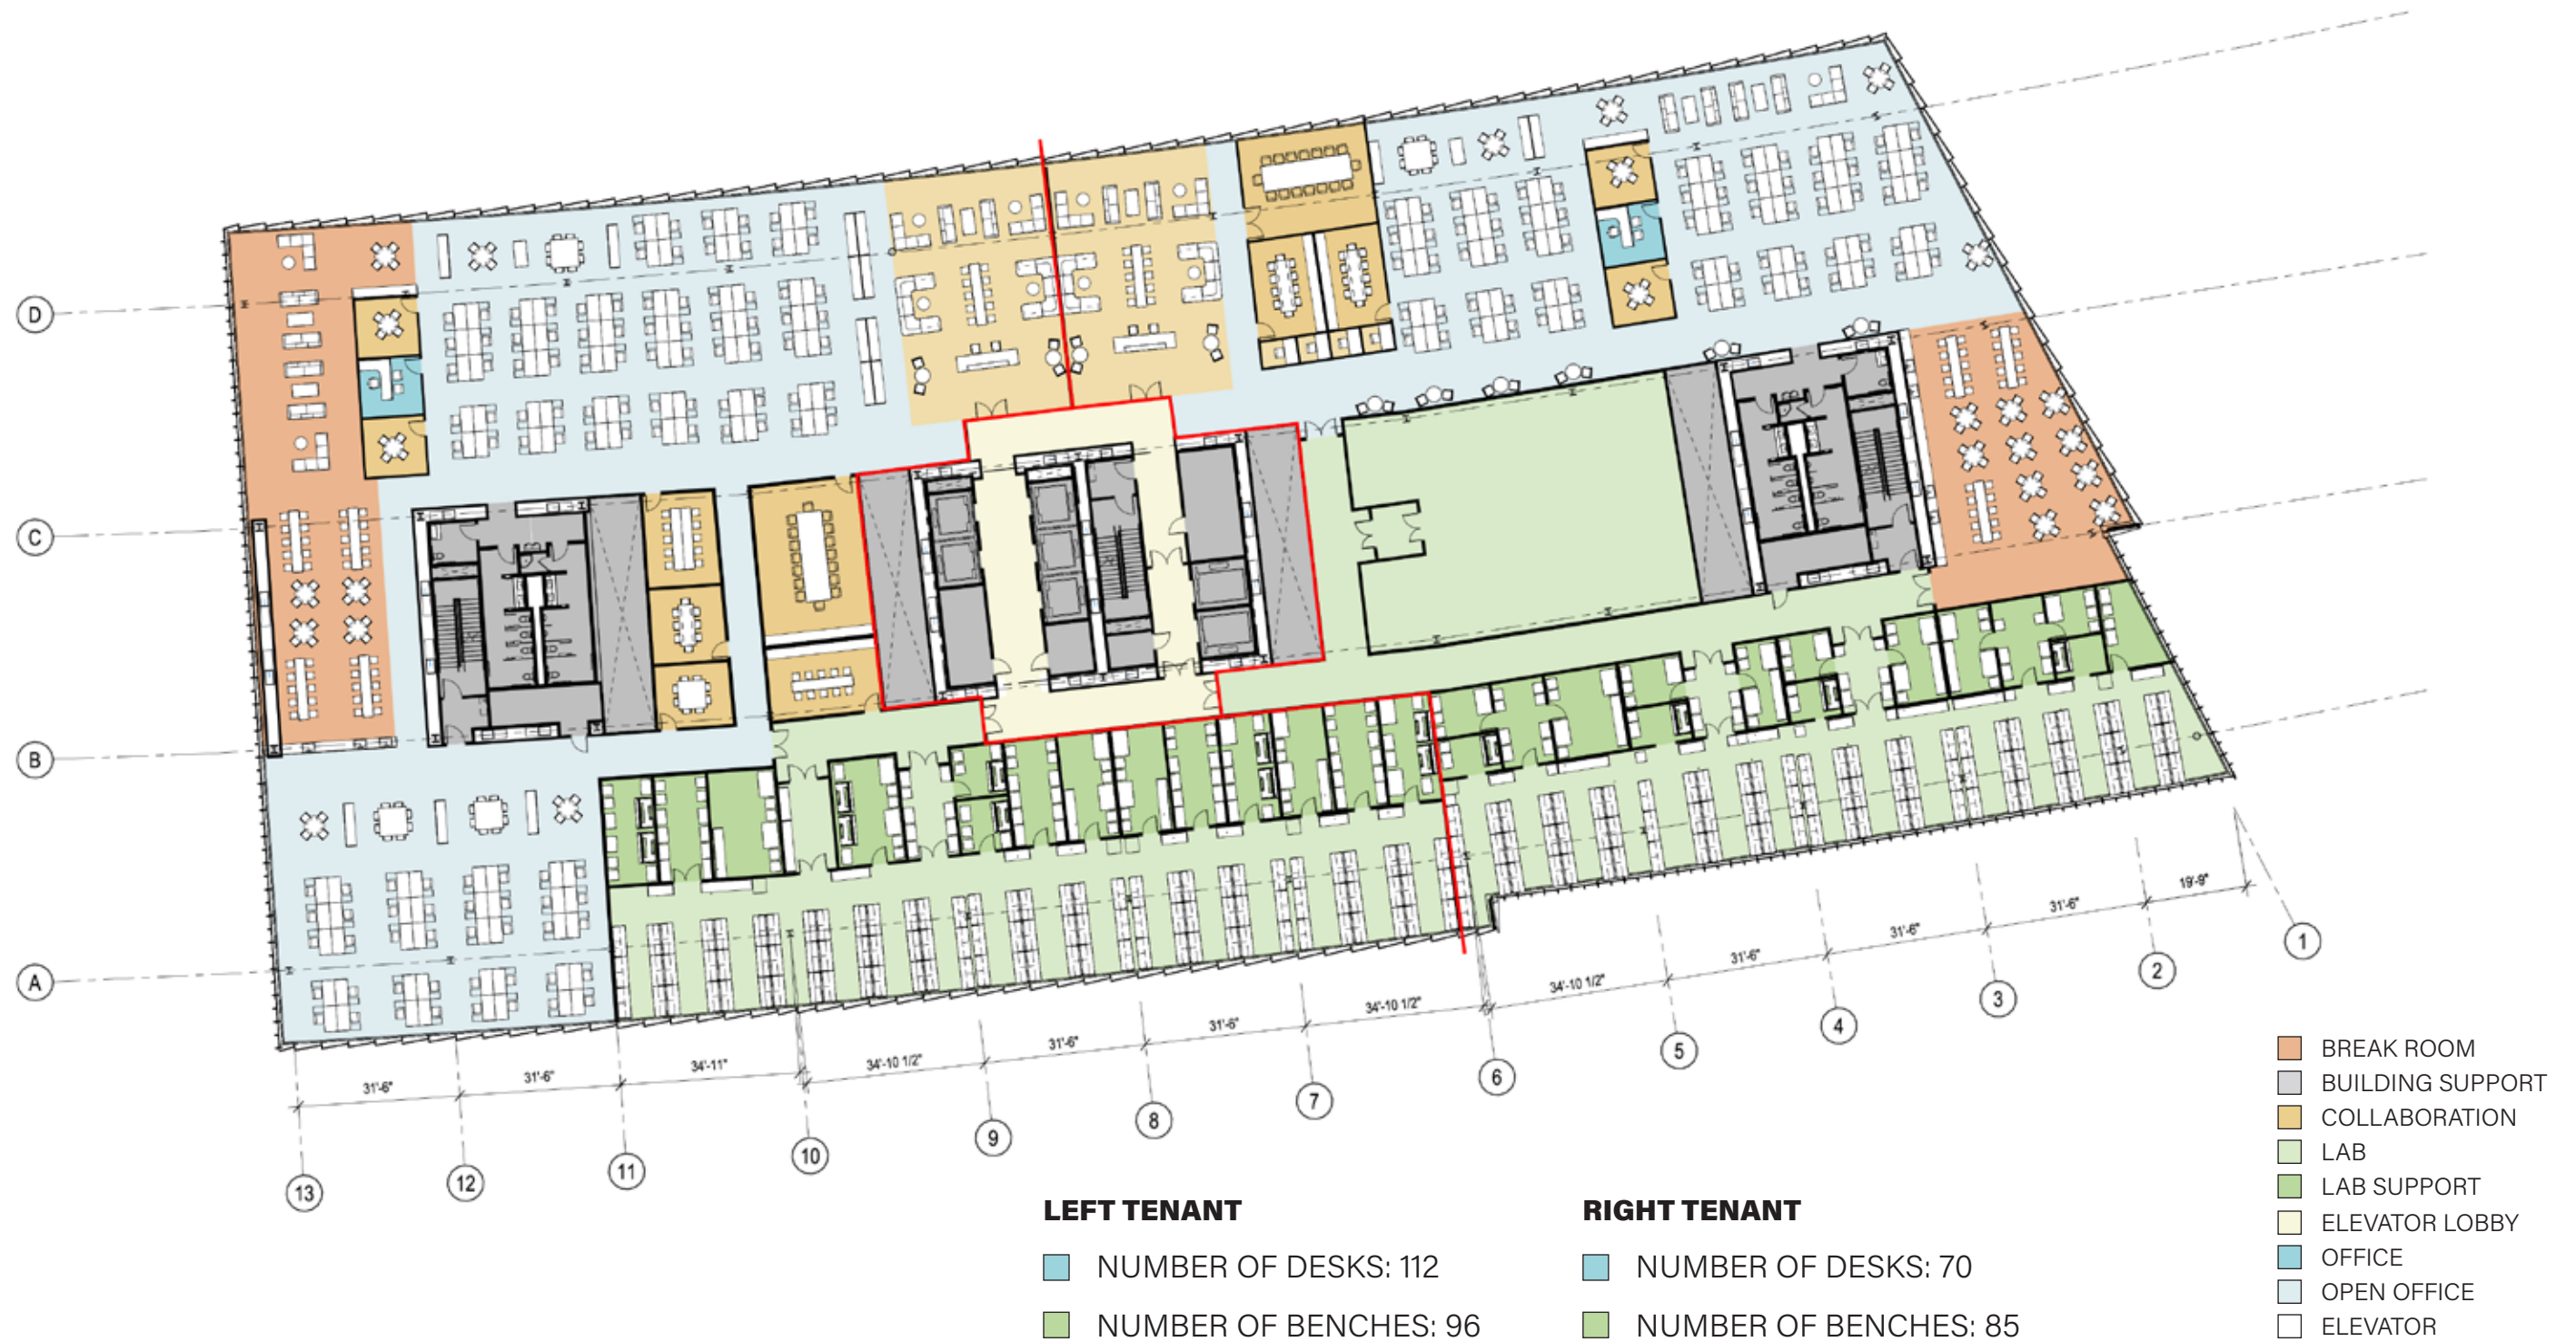 D
C
B
A
31'-6"
31'-6"
34'-11"
34'-10 1/2"
31'-6"
31'-6"
34'-10 1/2"
34'-10 1/2"
31'-6"
31'-6"
31'-6"
19'-9"
13
12
11
10
9
8
7
6
5
4
3
2
1
LEFT TENANT
NUMBER OF DESKS: 112
NUMBER OF BENCHES: 96
RIGHT TENANT
NUMBER OF DESKS: 70
NUMBER OF BENCHES: 85
BREAK ROOM
BUILDING SUPPORT
COLLABORATION
LAB
LAB SUPPORT
ELEVATOR LOBBY
OFFICE
OPEN OFFICE
ELEVATOR